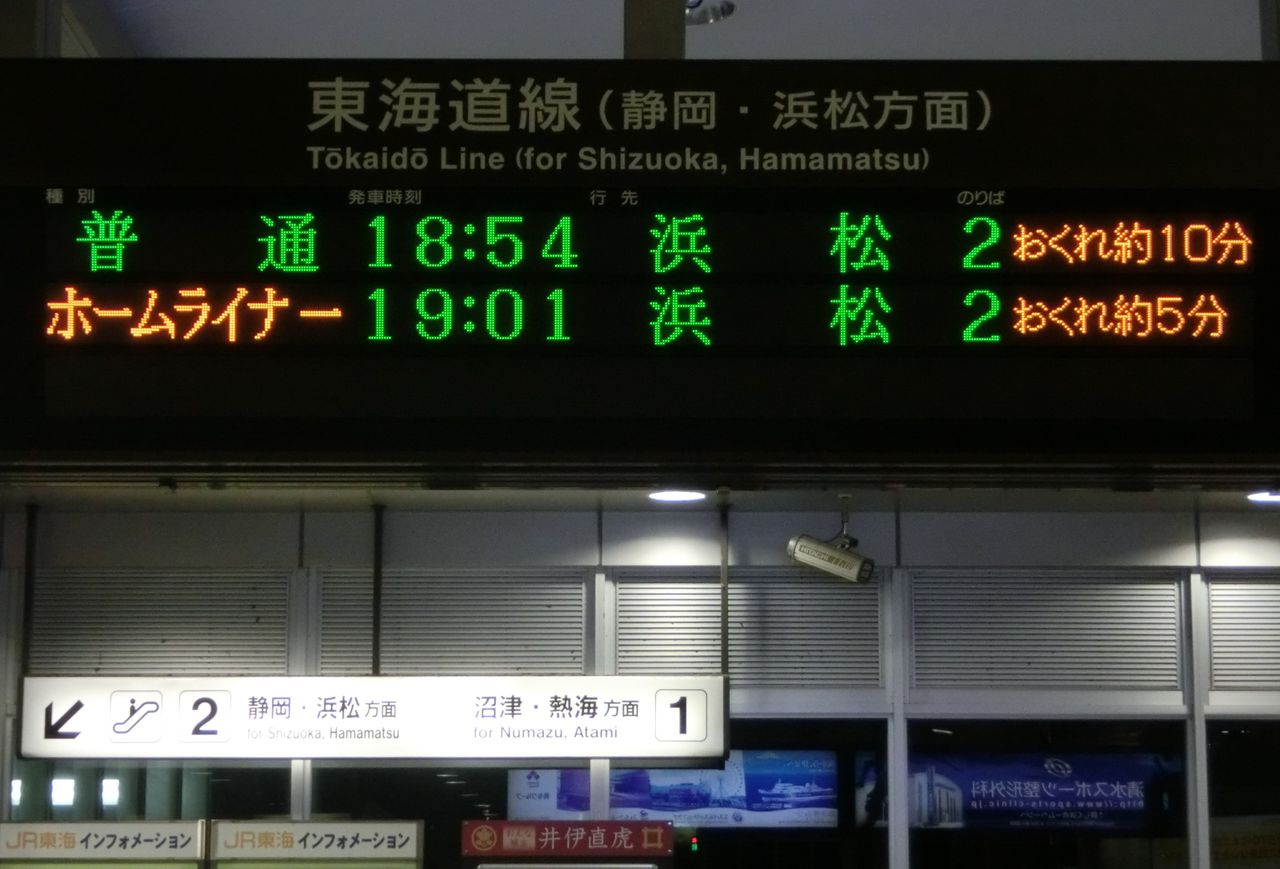 東海道線（静岡・浜松方面）
Tōkaidō Line (for Shizuoka, Hamamatsu)
種別 発車時刻 行先 のりば
普通 18:54 浜松 2 おくれ約10分
ホームライナー 19:01 浜松 2 おくれ約5分
HITACHI
2 静岡・浜松方面 沼津・熱海方面 1
for Shizuoka, Hamamatsu for Numazu, Atami
清水スポーツ整形外科
http://www.sports-clinic
JR東海 インフォメーション JR東海 インフォメーション
井伊直虎